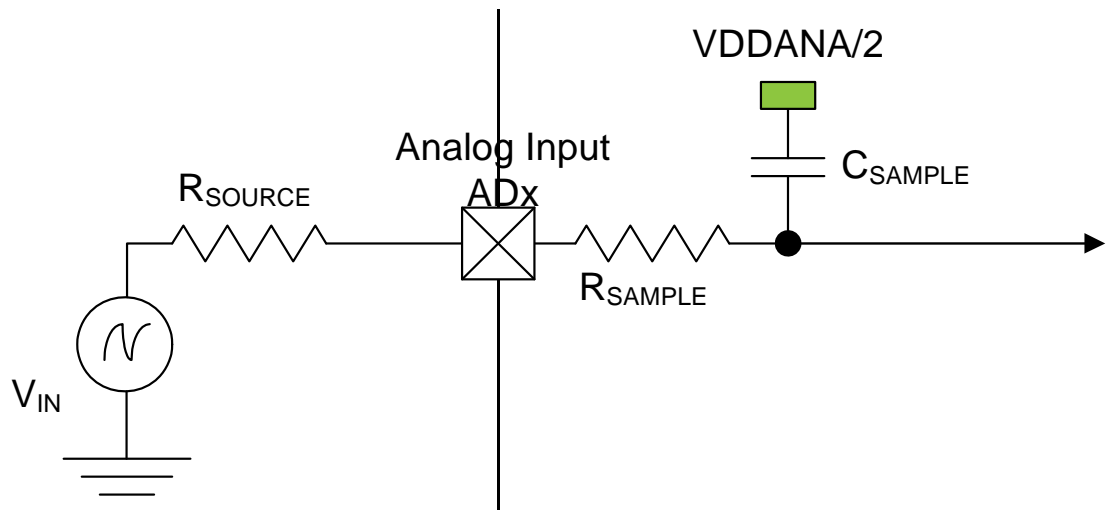 VDDANA/2
Analog Input
ADx
CSAMPLE
RSOURCE
RSAMPLE
VIN